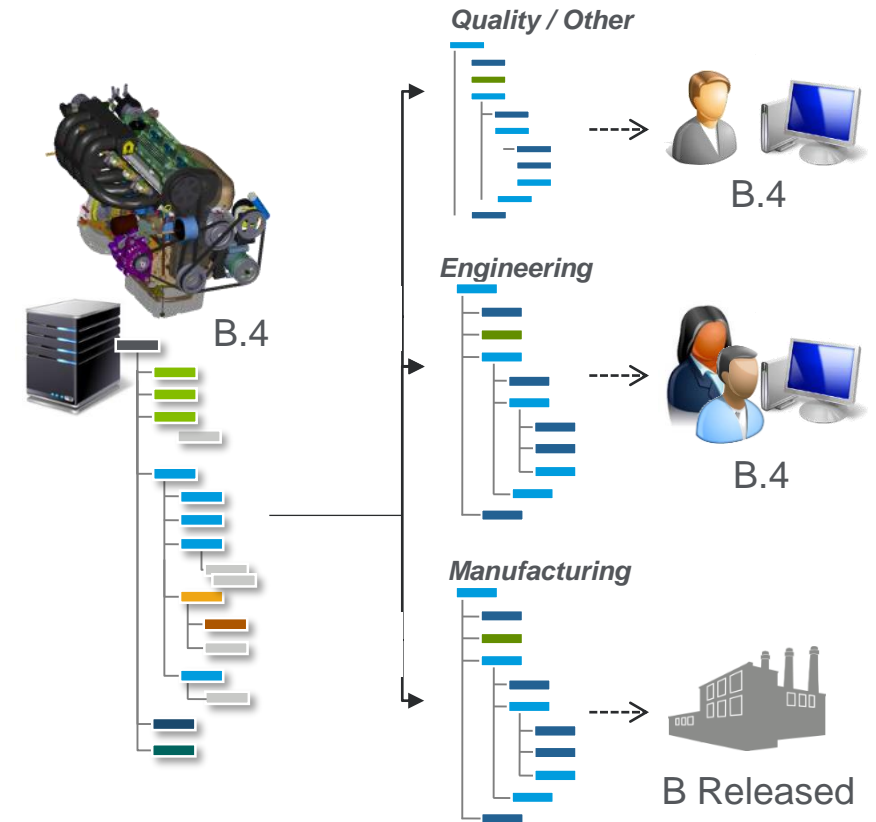 Quality / Other
B.4
B.4
Engineering
B.4
Manufacturing
B Released